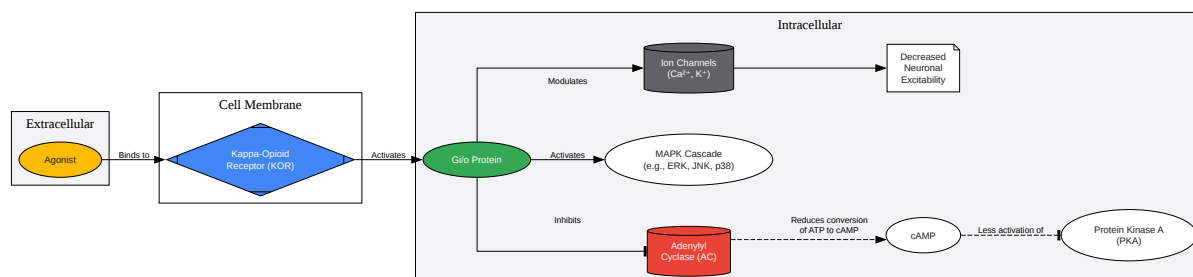 Intracellular
Ion Channels
(Ca²⁺, K⁺)
Decreased
Neuronal
Excitability
Modulates
Cell Membrane
Extracellular
Agonist
Binds to
Kappa-Opioid
Receptor (KOR)
Activates
Gi/o Protein
Activates
MAPK Cascade
(e.g., ERK, JNK, p38)
Inhibits
Adenylyl
Cyclase (AC)
Reduces conversion
of ATP to cAMP
cAMP
Less activation of
Protein Kinase A
(PKA)